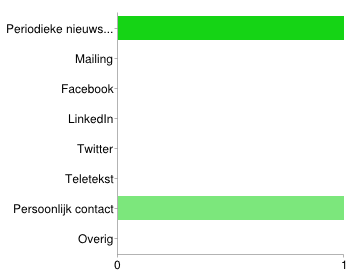 Periodieke nieuws...
Mailing
Facebook
LinkedIn
Twitter
Teletekst
Persoonlijk contact
Overig
0 1